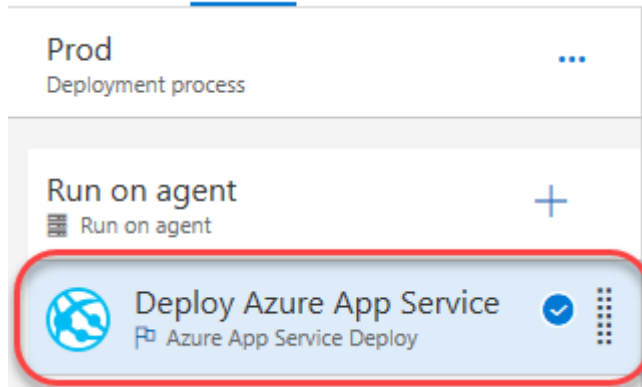 Prod
Deployment process
Run on agent
Run on agent
Deploy Azure App Service
Azure App Service Deploy